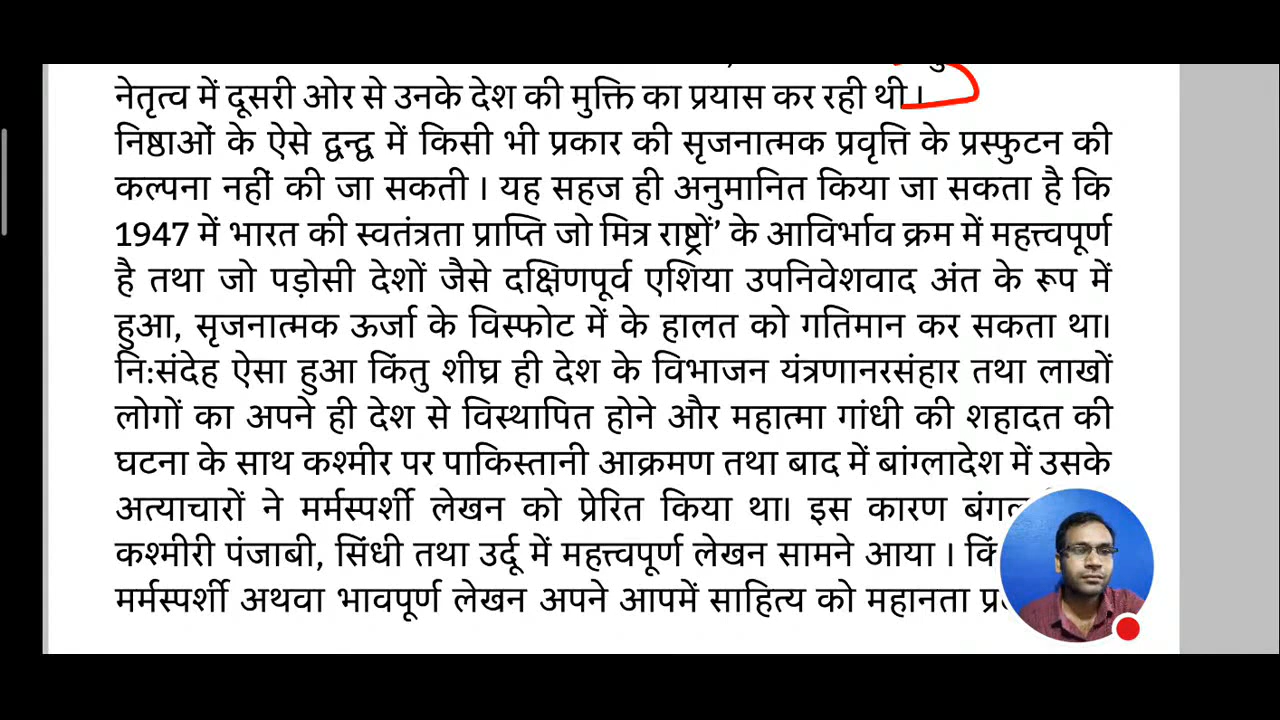 नेतृत्व में दूसरी ओर से उनके देश की मुक्ति का प्रयास कर रही थी ।
निष्ठाओं के ऐसे द्वन्द्व में किसी भी प्रकार की सृजनात्मक प्रवृत्ति के प्रस्फुटन की
कल्पना नहीं की जा सकती । यह सहज ही अनुमानित किया जा सकता है कि
1947 में भारत की स्वतंत्रता प्राप्ति जो मित्र राष्ट्रों’ के आविर्भाव क्रम में महत्त्वपूर्ण
है तथा जो पड़ोसी देशों जैसे दक्षिणपूर्व एशिया उपनिवेशवाद अंत के रूप में
हुआ, सृजनात्मक ऊर्जा के विस्फोट में के हालत को गतिमान कर सकता था।
नि:संदेह ऐसा हुआ किंतु शीघ्र ही देश के विभाजन यंत्रणानरसंहार तथा लाखों
लोगों का अपने ही देश से विस्थापित होने और महात्मा गांधी की शहादत की
घटना के साथ कश्मीर पर पाकिस्तानी आक्रमण तथा बाद में बांग्लादेश में उसके
अत्याचारों ने मर्मस्पर्शी लेखन को प्रेरित किया था। इस कारण
कश्मीरी पंजाबी, सिंधी तथा उर्दू में महत्त्वपूर्ण लेखन सामने आया ।
मर्मस्पर्शी अथवा भावपूर्ण लेखन अपने आपमें साहित्य को महानता